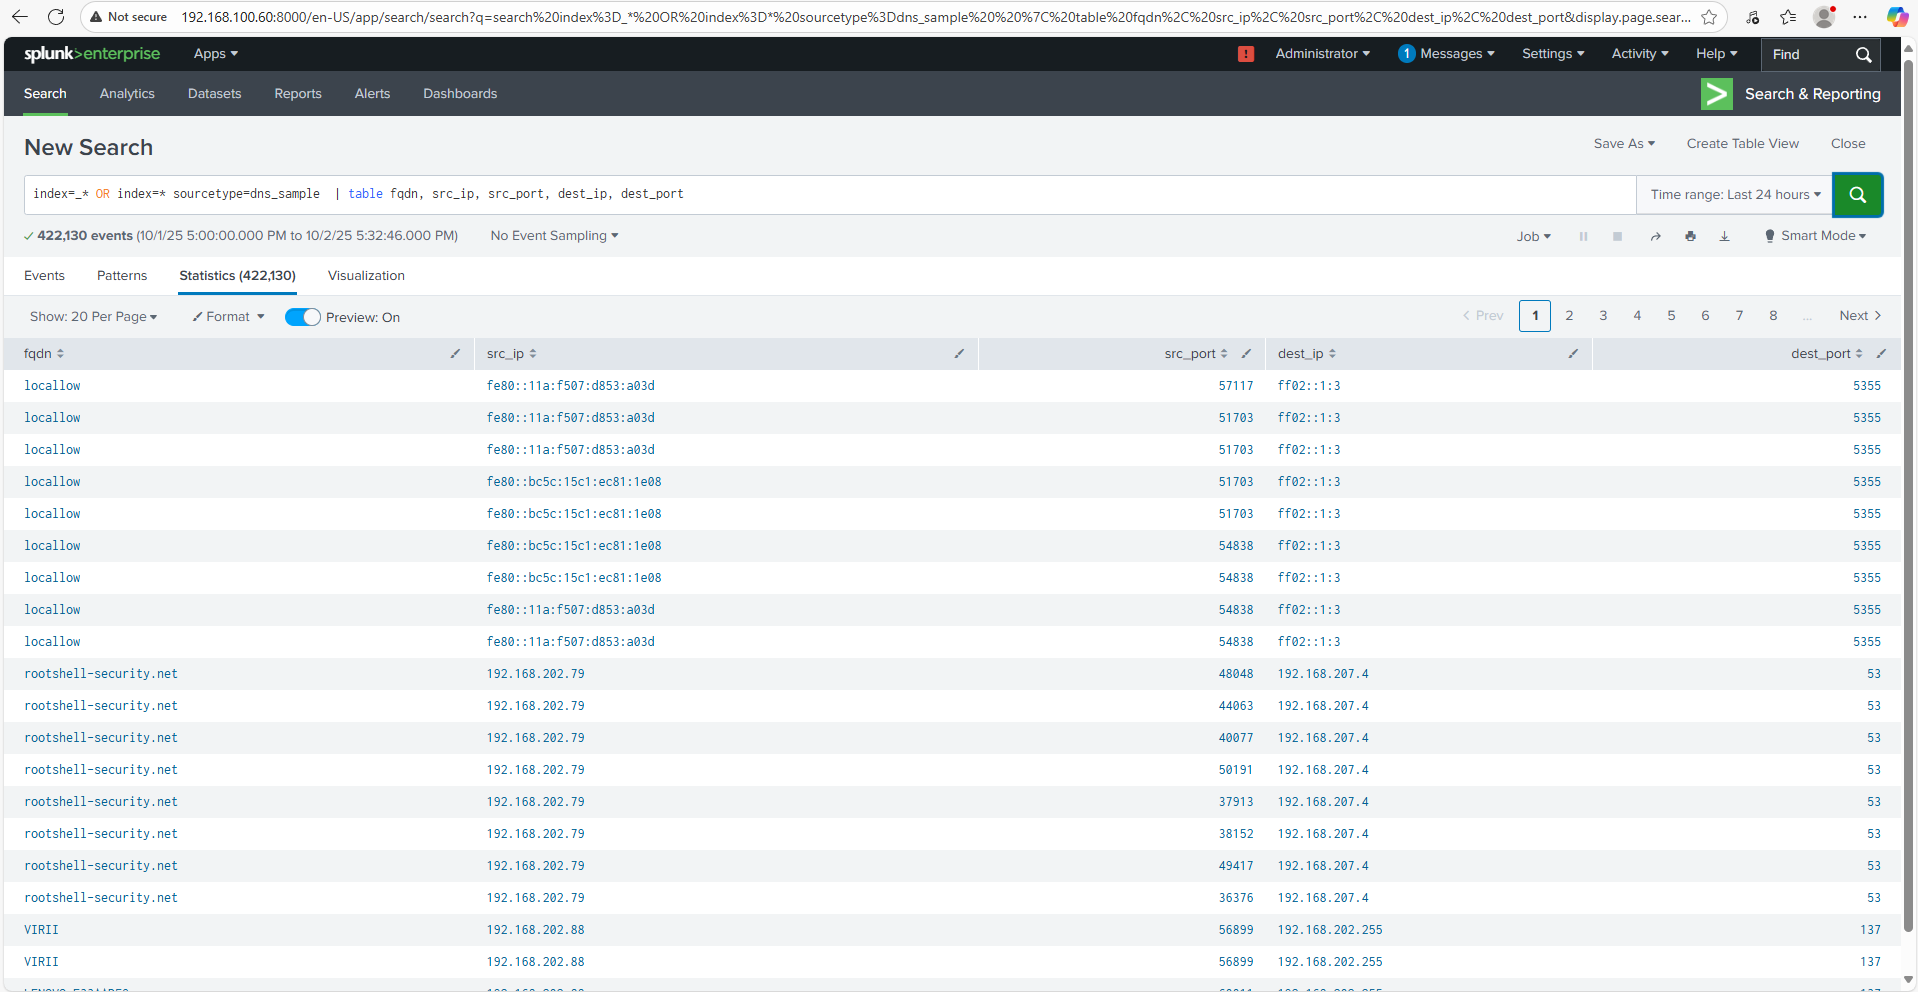 Not secure 192.168.100.60:8000/en-US/app/search/search?q=search%20index%3D_*%20OR%20index%3D*%20sourcetype%3Ddns_sample%20%20%7C%20table%20fqdn%2C%20src_ip%2C%20src_port%2C%20dest_ip%2C%20dest_port&display.page.sear...
splunk>enterprise Apps ! Administrator 1 Messages Settings Activity Help Find
Search Analytics Datasets Reports Alerts Dashboards > Search & Reporting
New Search Save As Create Table View Close
index=_* OR index=* sourcetype=dns_sample | table fqdn, src_ip, src_port, dest_ip, dest_port Time range: Last 24 hours
✓ 422,130 events (10/1/25 5:00:00.000 PM to 10/2/25 5:32:46.000 PM) No Event Sampling Job Smart Mode
Events Patterns Statistics (422,130) Visualization
Show: 20 Per Page Format Preview: On < Prev 1 2 3 4 5 6 7 8 ... Next >
fqdn src_ip src_port dest_ip dest_port
locallow fe80::11a:f507:d853:a03d 57117 ff02::1:3 5355
locallow fe80::11a:f507:d853:a03d 51703 ff02::1:3 5355
locallow fe80::11a:f507:d853:a03d 51703 ff02::1:3 5355
locallow fe80::bc5c:15c1:ec81:1e08 51703 ff02::1:3 5355
locallow fe80::bc5c:15c1:ec81:1e08 51703 ff02::1:3 5355
locallow fe80::bc5c:15c1:ec81:1e08 54838 ff02::1:3 5355
locallow fe80::bc5c:15c1:ec81:1e08 54838 ff02::1:3 5355
locallow fe80::11a:f507:d853:a03d 54838 ff02::1:3 5355
locallow fe80::11a:f507:d853:a03d 54838 ff02::1:3 5355
rootshell-security.net 192.168.202.79 48048 192.168.207.4 53
rootshell-security.net 192.168.202.79 44063 192.168.207.4 53
rootshell-security.net 192.168.202.79 40077 192.168.207.4 53
rootshell-security.net 192.168.202.79 50191 192.168.207.4 53
rootshell-security.net 192.168.202.79 37913 192.168.207.4 53
rootshell-security.net 192.168.202.79 38152 192.168.207.4 53
rootshell-security.net 192.168.202.79 49417 192.168.207.4 53
rootshell-security.net 192.168.202.79 36376 192.168.207.4 53
VIRII 192.168.202.88 56899 192.168.202.255 137
VIRII 192.168.202.88 56899 192.168.202.255 137